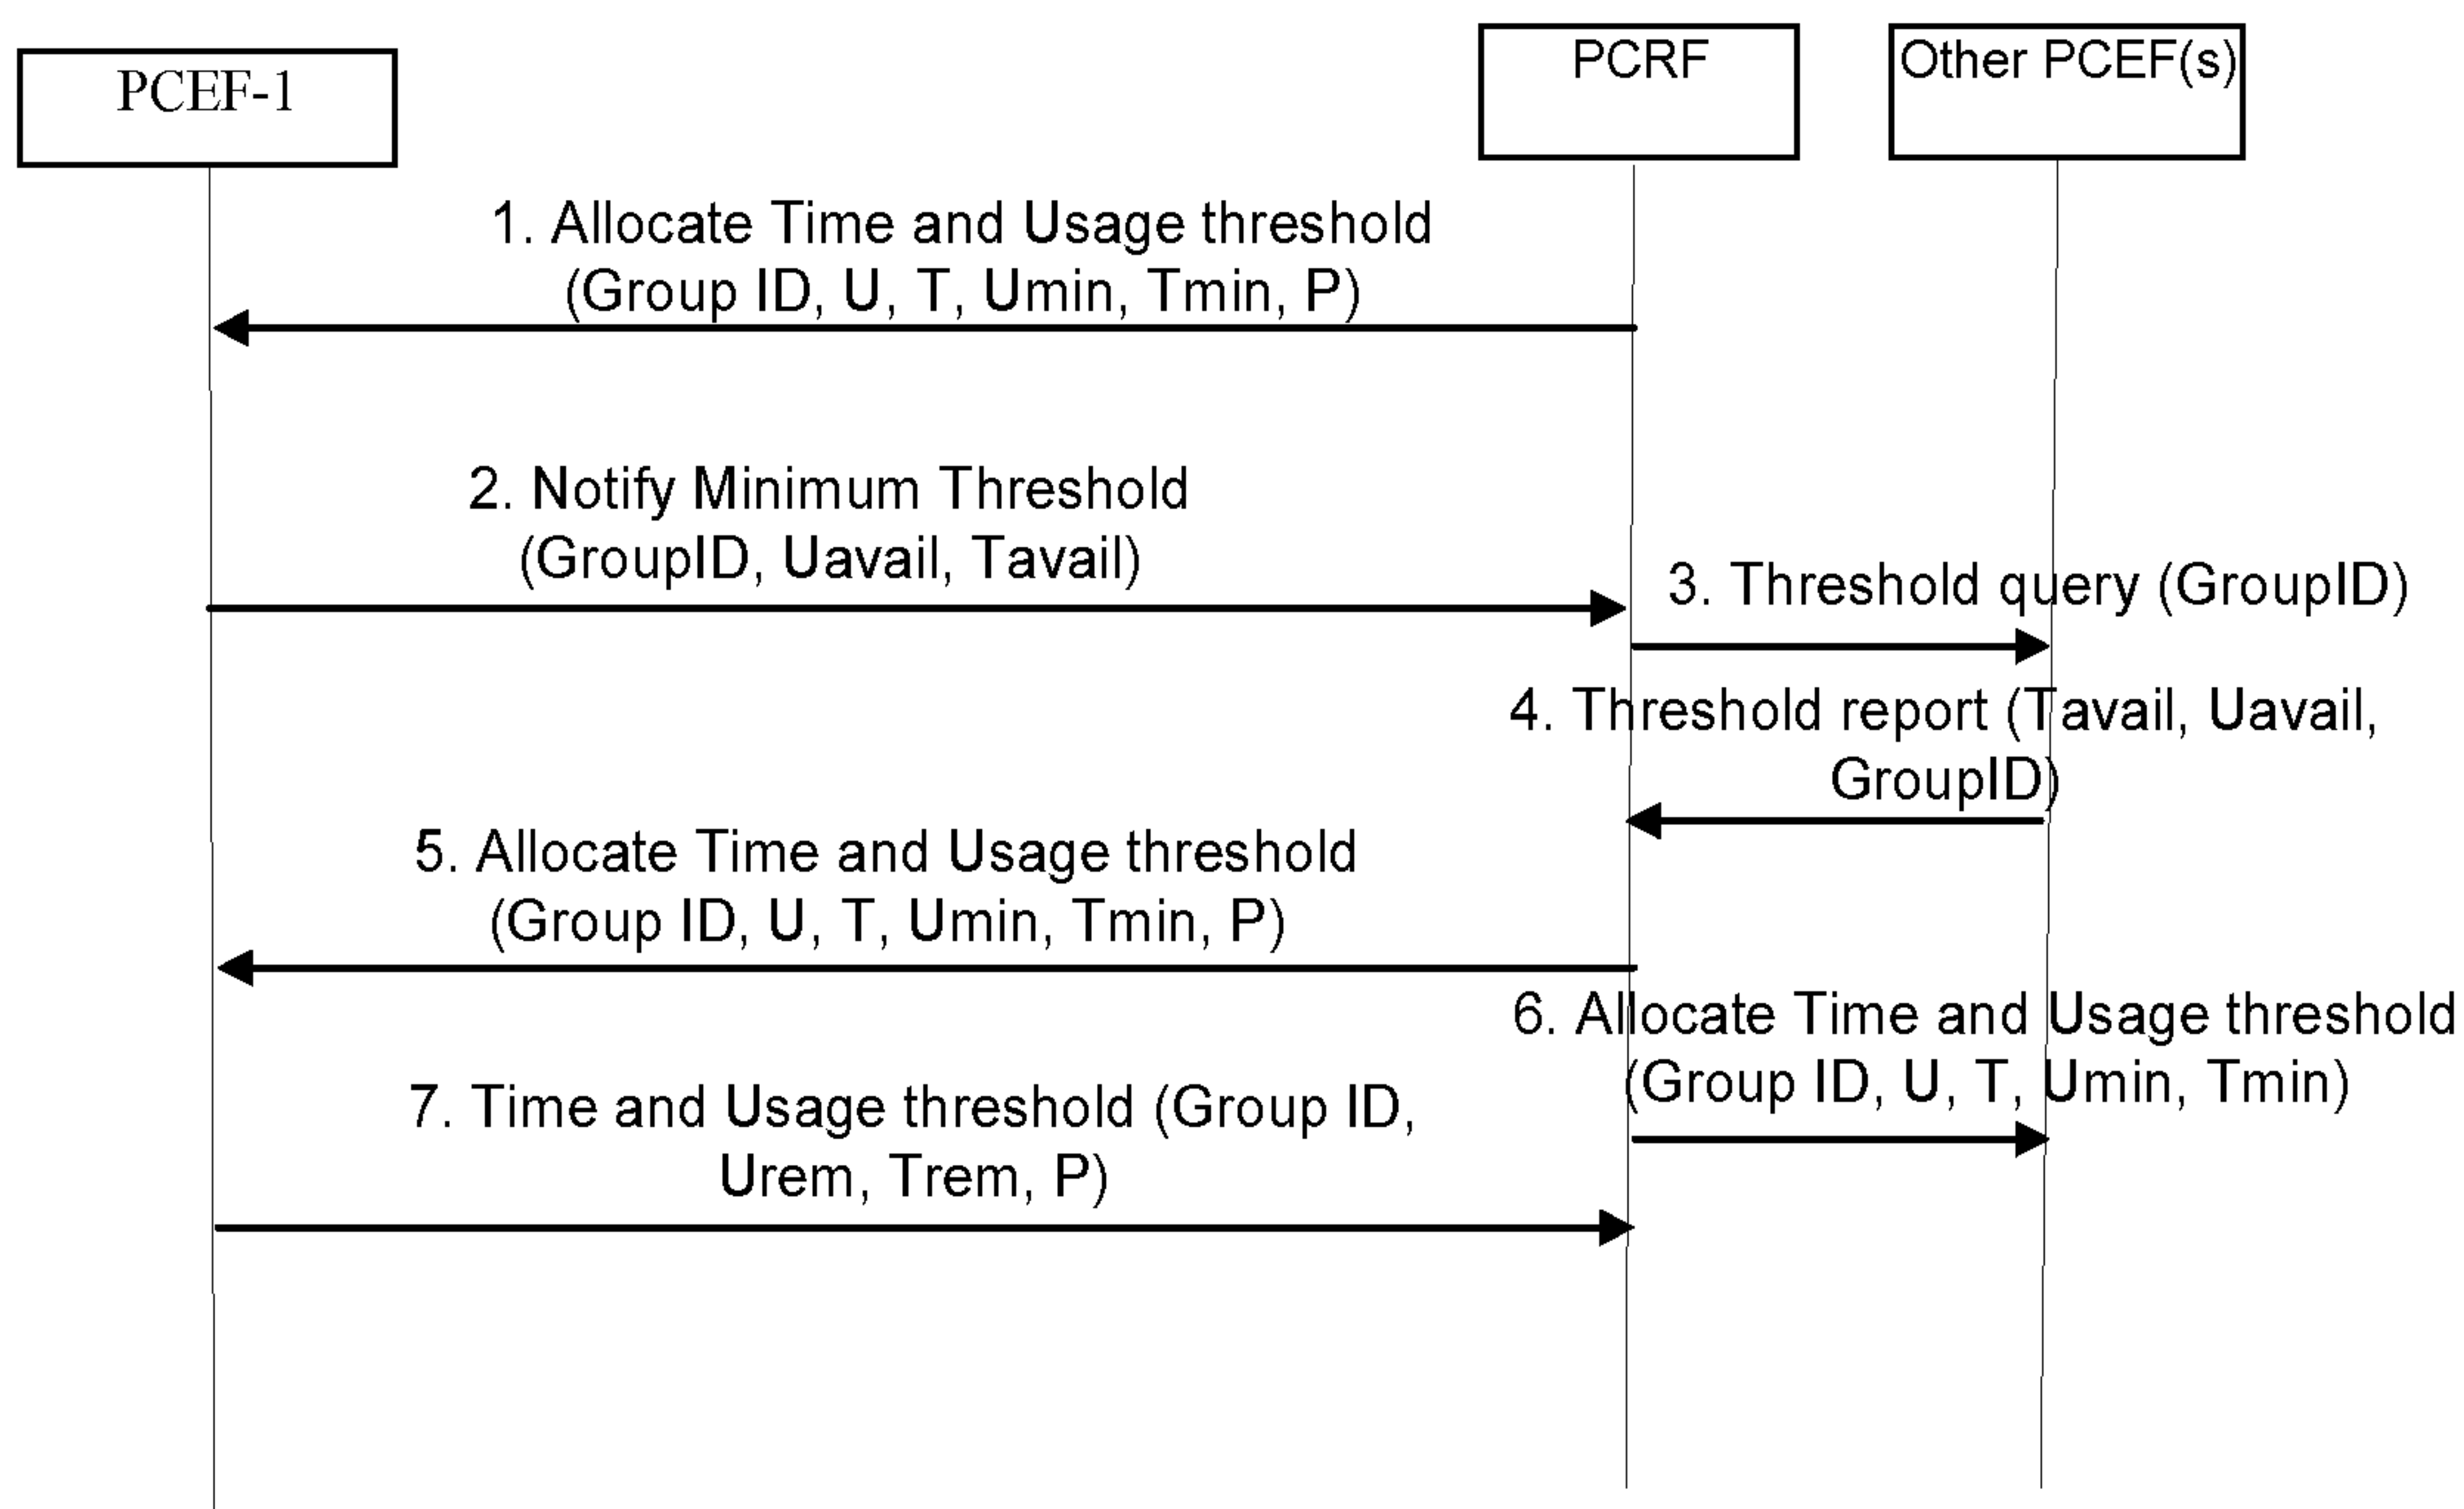 PCEF-1
PCRF
Other PCEF(s)
1. Allocate Time and Usage threshold
(Group ID, U, T, Umin, Tmin, P)
2. Notify Minimum Threshold
(GroupID, Uavail, Tavail)
3. Threshold query (GroupID)
4. Threshold report (Tavail, Uavail,
GroupID)
5. Allocate Time and Usage threshold
(Group ID, U, T, Umin, Tmin, P)
6. Allocate Time and Usage threshold
(Group ID, U, T, Umin, Tmin)
7. Time and Usage threshold (Group ID,
Urem, Trem, P)